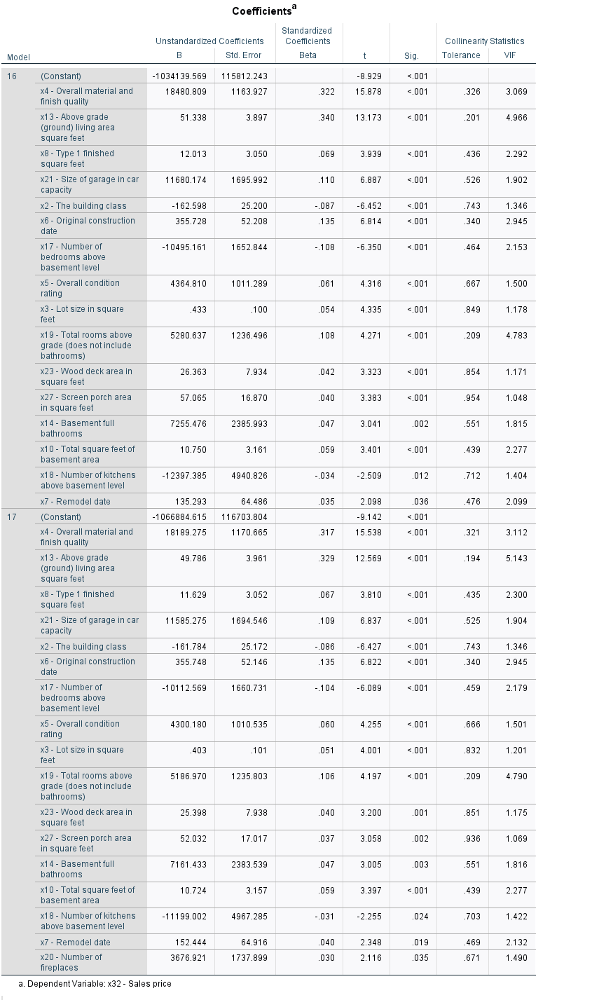 Coefficientsa
Standardized
Unstandardized Coefficients Coefficients Collinearity Statistics
Model B Std. Error Beta t Sig. Tolerance VIF
16 (Constant) -1034139.569 115812.243 -8.929 <.001
x4 - Overall material and 18480.809 1163.927 .322 15.878 <.001 .326 3.069
finish quality
x13 - Above grade 51.338 3.897 .340 13.173 <.001 .201 4.966
(ground) living area
square feet
x8 - Type 1 finished 12.013 3.050 .069 3.939 <.001 .436 2.292
square feet
x21 - Size of garage in car 11680.174 1695.992 .110 6.887 <.001 .526 1.902
capacity
x2 - The building class -162.598 25.200 -.087 -6.452 <.001 .743 1.346
x6 - Original construction 355.728 52.208 .135 6.814 <.001 .340 2.945
date
x17 - Number of -10495.161 1652.844 -.108 -6.350 <.001 .464 2.153
bedrooms above
basement level
x5 - Overall condition 4364.810 1011.289 .061 4.316 <.001 .667 1.500
rating
x3 - Lot size in square .433 .100 .054 4.335 <.001 .849 1.178
feet
x19 - Total rooms above 5280.637 1236.496 .108 4.271 <.001 .209 4.783
grade (does not include
bathrooms)
x23 - Wood deck area in 26.363 7.934 .042 3.323 <.001 .854 1.171
square feet
x27 - Screen porch area 57.065 16.870 .040 3.383 <.001 .954 1.048
in square feet
x14 - Basement full 7255.476 2385.993 .047 3.041 .002 .551 1.815
bathrooms
x10 - Total square feet of 10.750 3.161 .059 3.401 <.001 .439 2.277
basement area
x18 - Number of kitchens -12397.385 4940.826 -.034 -2.509 .012 .712 1.404
above basement level
x7 - Remodel date 135.293 64.486 .035 2.098 .036 .476 2.099
17 (Constant) -1066884.615 116703.804 -9.142 <.001
x4 - Overall material and 18189.275 1170.665 .317 15.538 <.001 .321 3.112
finish quality
x13 - Above grade 49.786 3.961 .329 12.569 <.001 .194 5.143
(ground) living area
square feet
x8 - Type 1 finished 11.629 3.052 .067 3.810 <.001 .435 2.300
square feet
x21 - Size of garage in car 11585.275 1694.546 .109 6.837 <.001 .525 1.904
capacity
x2 - The building class -161.784 25.172 -.086 -6.427 <.001 .743 1.346
x6 - Original construction 355.748 52.146 .135 6.822 <.001 .340 2.945
date
x17 - Number of -10112.569 1660.731 -.104 -6.089 <.001 .459 2.179
bedrooms above
basement level
x5 - Overall condition 4300.180 1010.535 .060 4.255 <.001 .666 1.501
rating
x3 - Lot size in square .403 .101 .051 4.001 <.001 .832 1.201
feet
x19 - Total rooms above 5186.970 1235.803 .106 4.197 <.001 .209 4.790
grade (does not include
bathrooms)
x23 - Wood deck area in 25.398 7.938 .040 3.200 .001 .851 1.175
square feet
x27 - Screen porch area 52.032 17.017 .037 3.058 .002 .936 1.069
in square feet
x14 - Basement full 7161.433 2383.539 .047 3.005 .003 .551 1.816
bathrooms
x10 - Total square feet of 10.724 3.157 .059 3.397 <.001 .439 2.277
basement area
x18 - Number of kitchens -11199.002 4967.285 -.031 -2.255 .024 .703 1.422
above basement level
x7 - Remodel date 152.444 64.916 .040 2.348 .019 .469 2.132
x20 - Number of 3676.921 1737.899 .030 2.116 .035 .671 1.490
fireplaces
a. Dependent Variable: x32 - Sales price